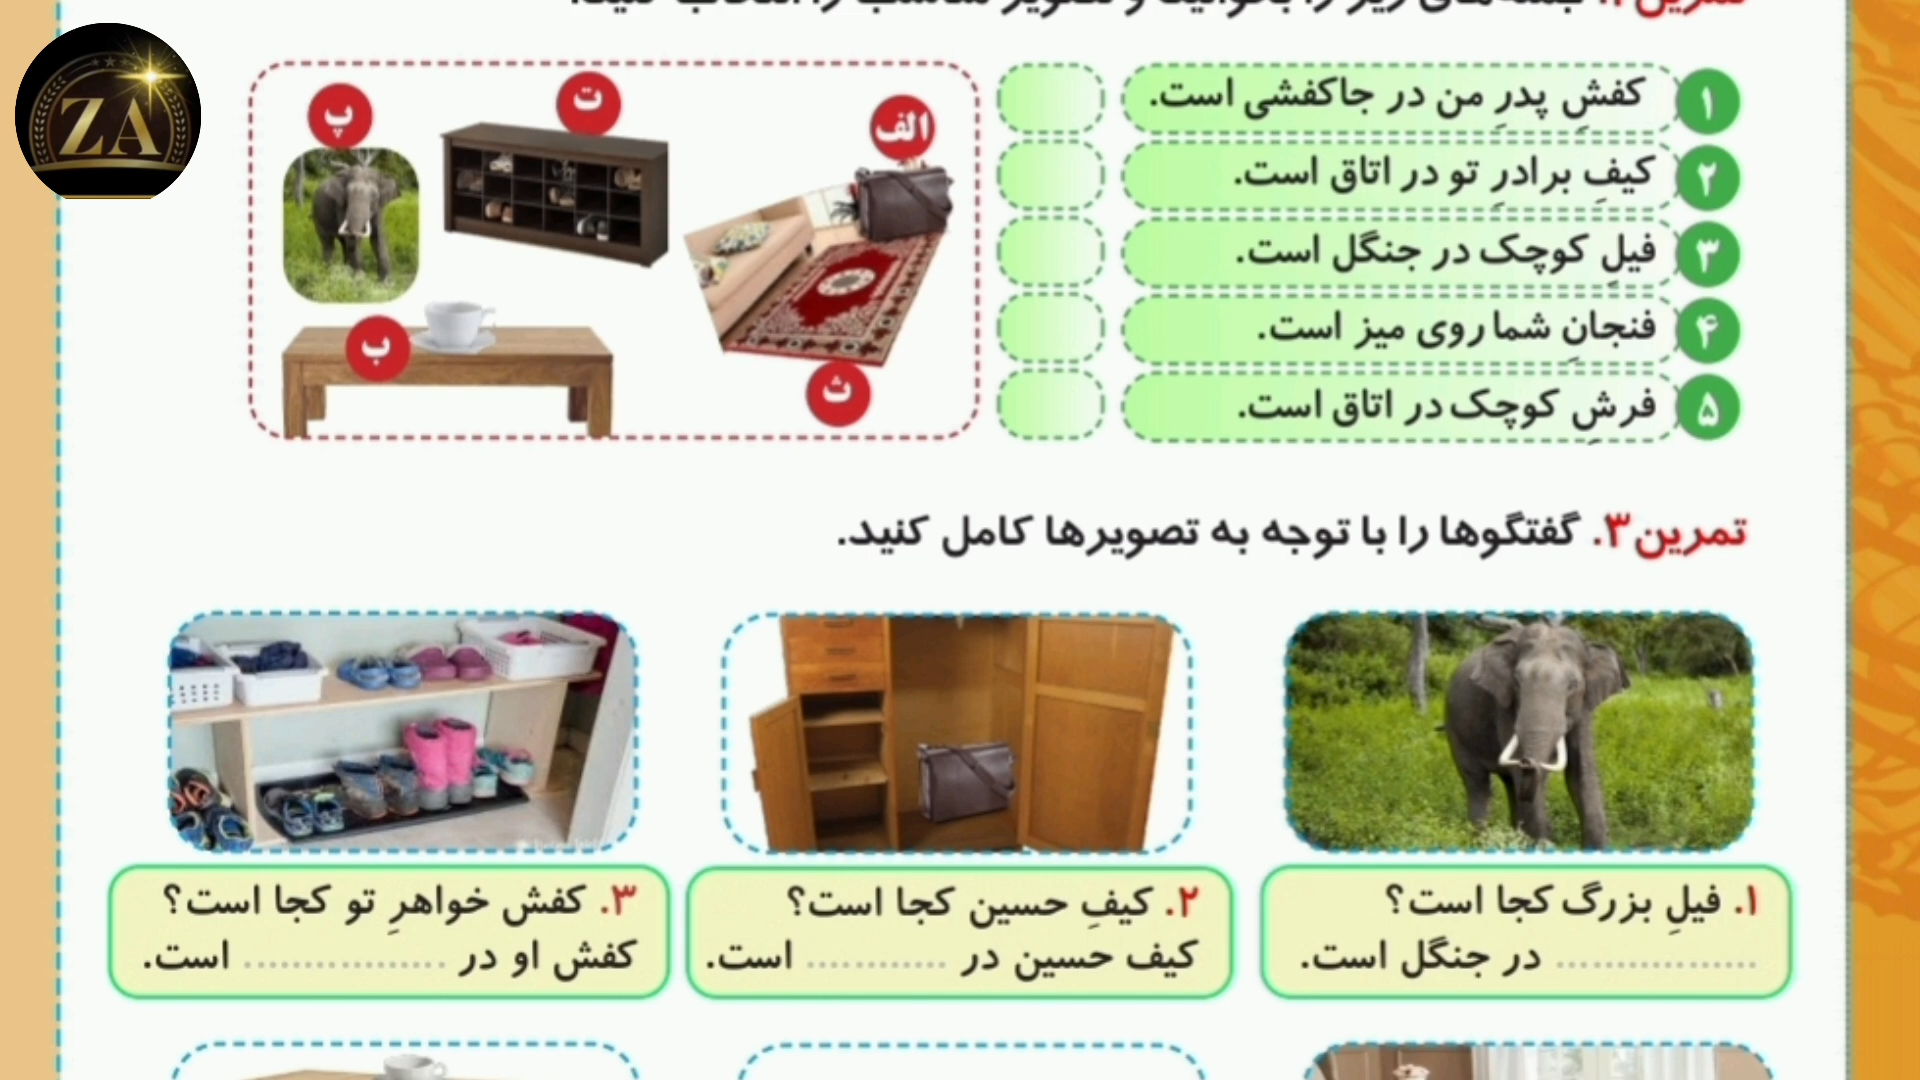 ZA
۱ کفشِ پدرِ من در جاکفشی است.
۲ کیفِ برادرِ تو در اتاق است.
۳ فیلِ کوچک در جنگل است.
۴ فنجانِ شما روی میز است.
۵ فرشِ کوچک در اتاق است.
الف
ت
پ
ب
ث
تمرین۳. گفتگوها را با توجه به تصویرها کامل کنید.
۱. فیلِ بزرگ کجا است؟
................. در جنگل است.
۲. کیفِ حسین کجا است؟
کیف حسین در ............ است.
۳. کفش خواهرِ تو کجا است؟
کفش او در ................. است.